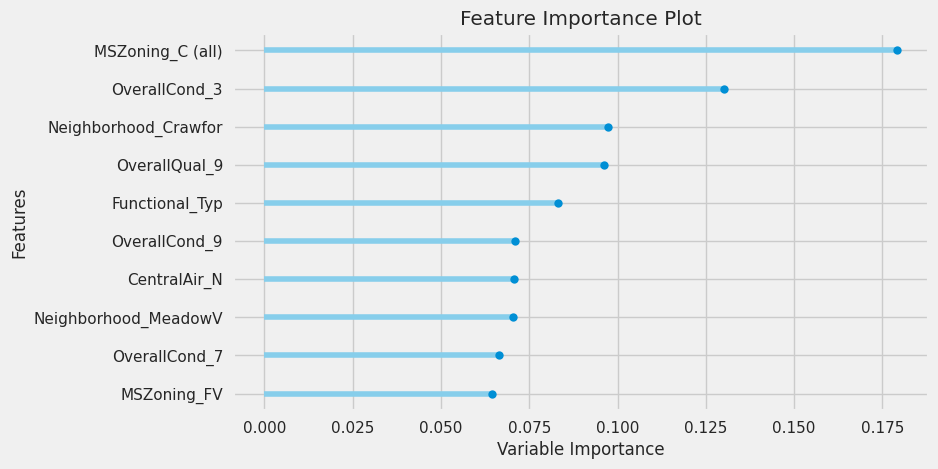 Feature Importance Plot
MSZoning_C (all)
OverallCond_3
Neighborhood_Crawfor
OverallQual_9
Functional_Typ
OverallCond_9
CentralAir_N
Neighborhood_MeadowV
OverallCond_7
MSZoning_FV
Features
0.000 0.025 0.050 0.075 0.100 0.125 0.150 0.175
Variable Importance